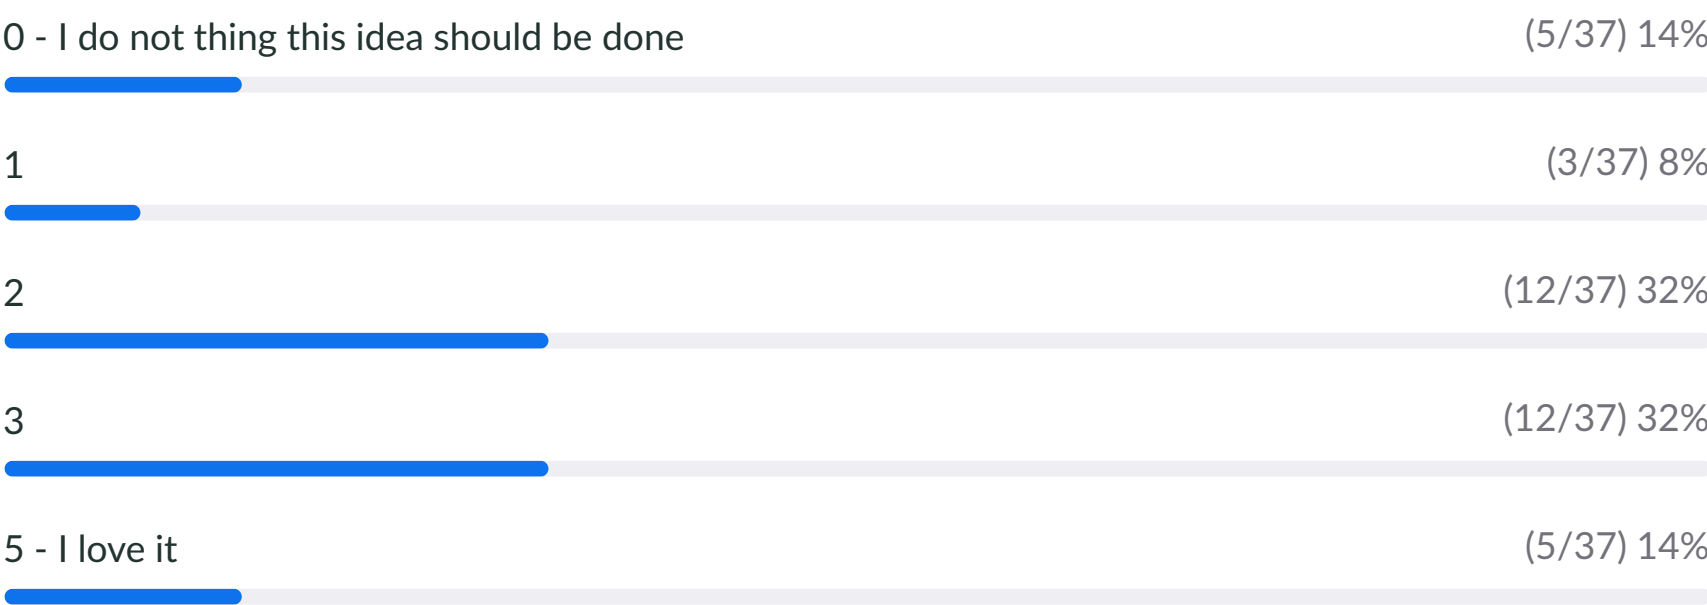 0 - I do not thing this idea should be done (5/37) 14%
1 (3/37) 8%
2 (12/37) 32%
3 (12/37) 32%
5 - I love it (5/37) 14%